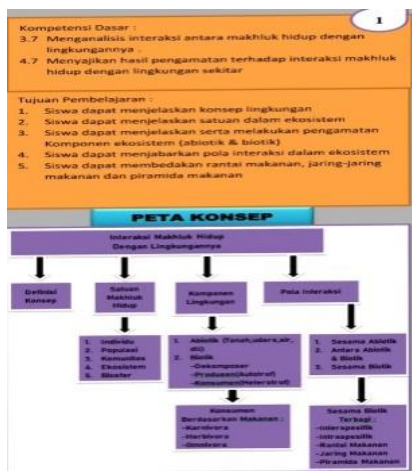 1
Kompetensi Dasar :
3.7 Menganalisis interaksi antara makhluk hidup dengan
lingkungannya .
4.7 Menyajikan hasil pengamatan terhadap interaksi makhluk
hidup dengan lingkungan sekitar
Tujuan Pembelajaran :
1. Siswa dapat menjelaskan konsep lingkungan
2. Siswa dapat menjelaskan satuan dalam ekosistem
3. Siswa dapat menjelaskan serta melakukan pengamatan
Komponen ekosistem (abiotik & biotik)
4. Siswa dapat menjabarkan pola interaksi dalam ekosistem
5. Siswa dapat membedakan rantai makanan, jaring-jaring
makanan dan piramida makanan
PETA KONSEP
Interaksi Makhluk Hidup
Dengan Lingkungannya
Definisi
Konsep
Satuan
Makhluk
Hidup
Komponen
Lingkungan
Pola Interaksi
1. Individu
2. Populasi
3. Komunitas
4. Ekosistem
5. Biosfer
1. Abiotik (Tanah,udara,air,
dll)
2. Biotik
-Dekomposer
-Produsen(Autotrof)
-Konsumen(Heterotrof)
1. Sesama Abiotik
2. Antara Abiotik
& Biotik
3. Sesama Biotik
Konsumen
Berdasarkan Makanan :
-Karnivora
-Herbivora
-Omnivora
Sesama Biotik
Terbagi :
-Interspesifik
-Intraspesifik
-Rantai Makanan
-Jaring Makanan
-Piramida Makanan